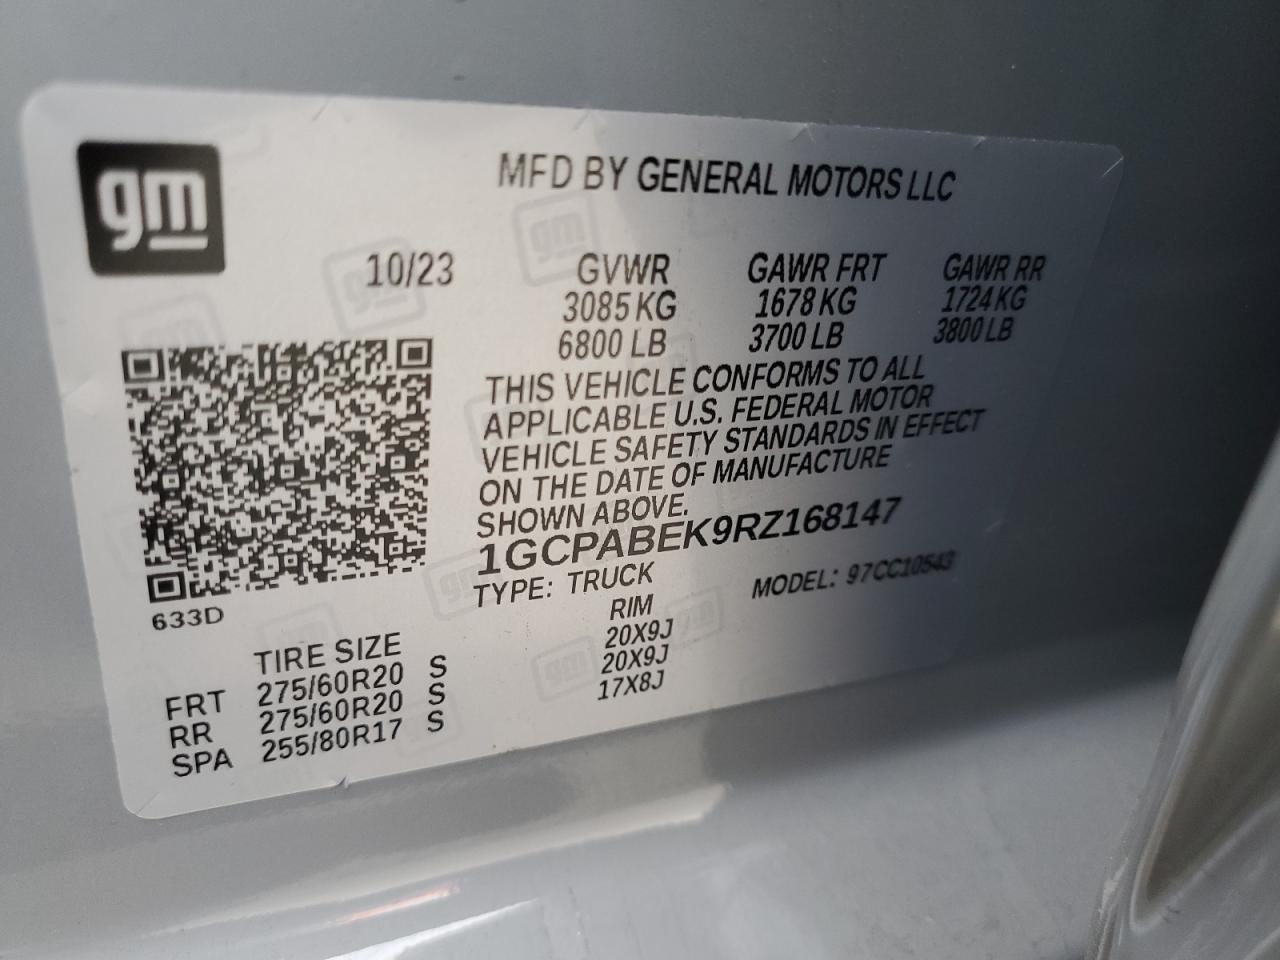 gm
MFD BY GENERAL MOTORS LLC
10/23 GVWR GAWR FRT GAWR RR
3085 KG 1678 KG 1724 KG
6800 LB 3700 LB 3800 LB
THIS VEHICLE CONFORMS TO ALL
APPLICABLE U.S. FEDERAL MOTOR
VEHICLE SAFETY STANDARDS IN EFFECT
ON THE DATE OF MANUFACTURE
SHOWN ABOVE.
1GCPABEK9RZ168147
TYPE: TRUCK MODEL: 97CC10543
633D
TIRE SIZE RIM
FRT 275/60R20 S 20X9J
RR 275/60R20 S 20X9J
SPA 255/80R17 S 17X8J